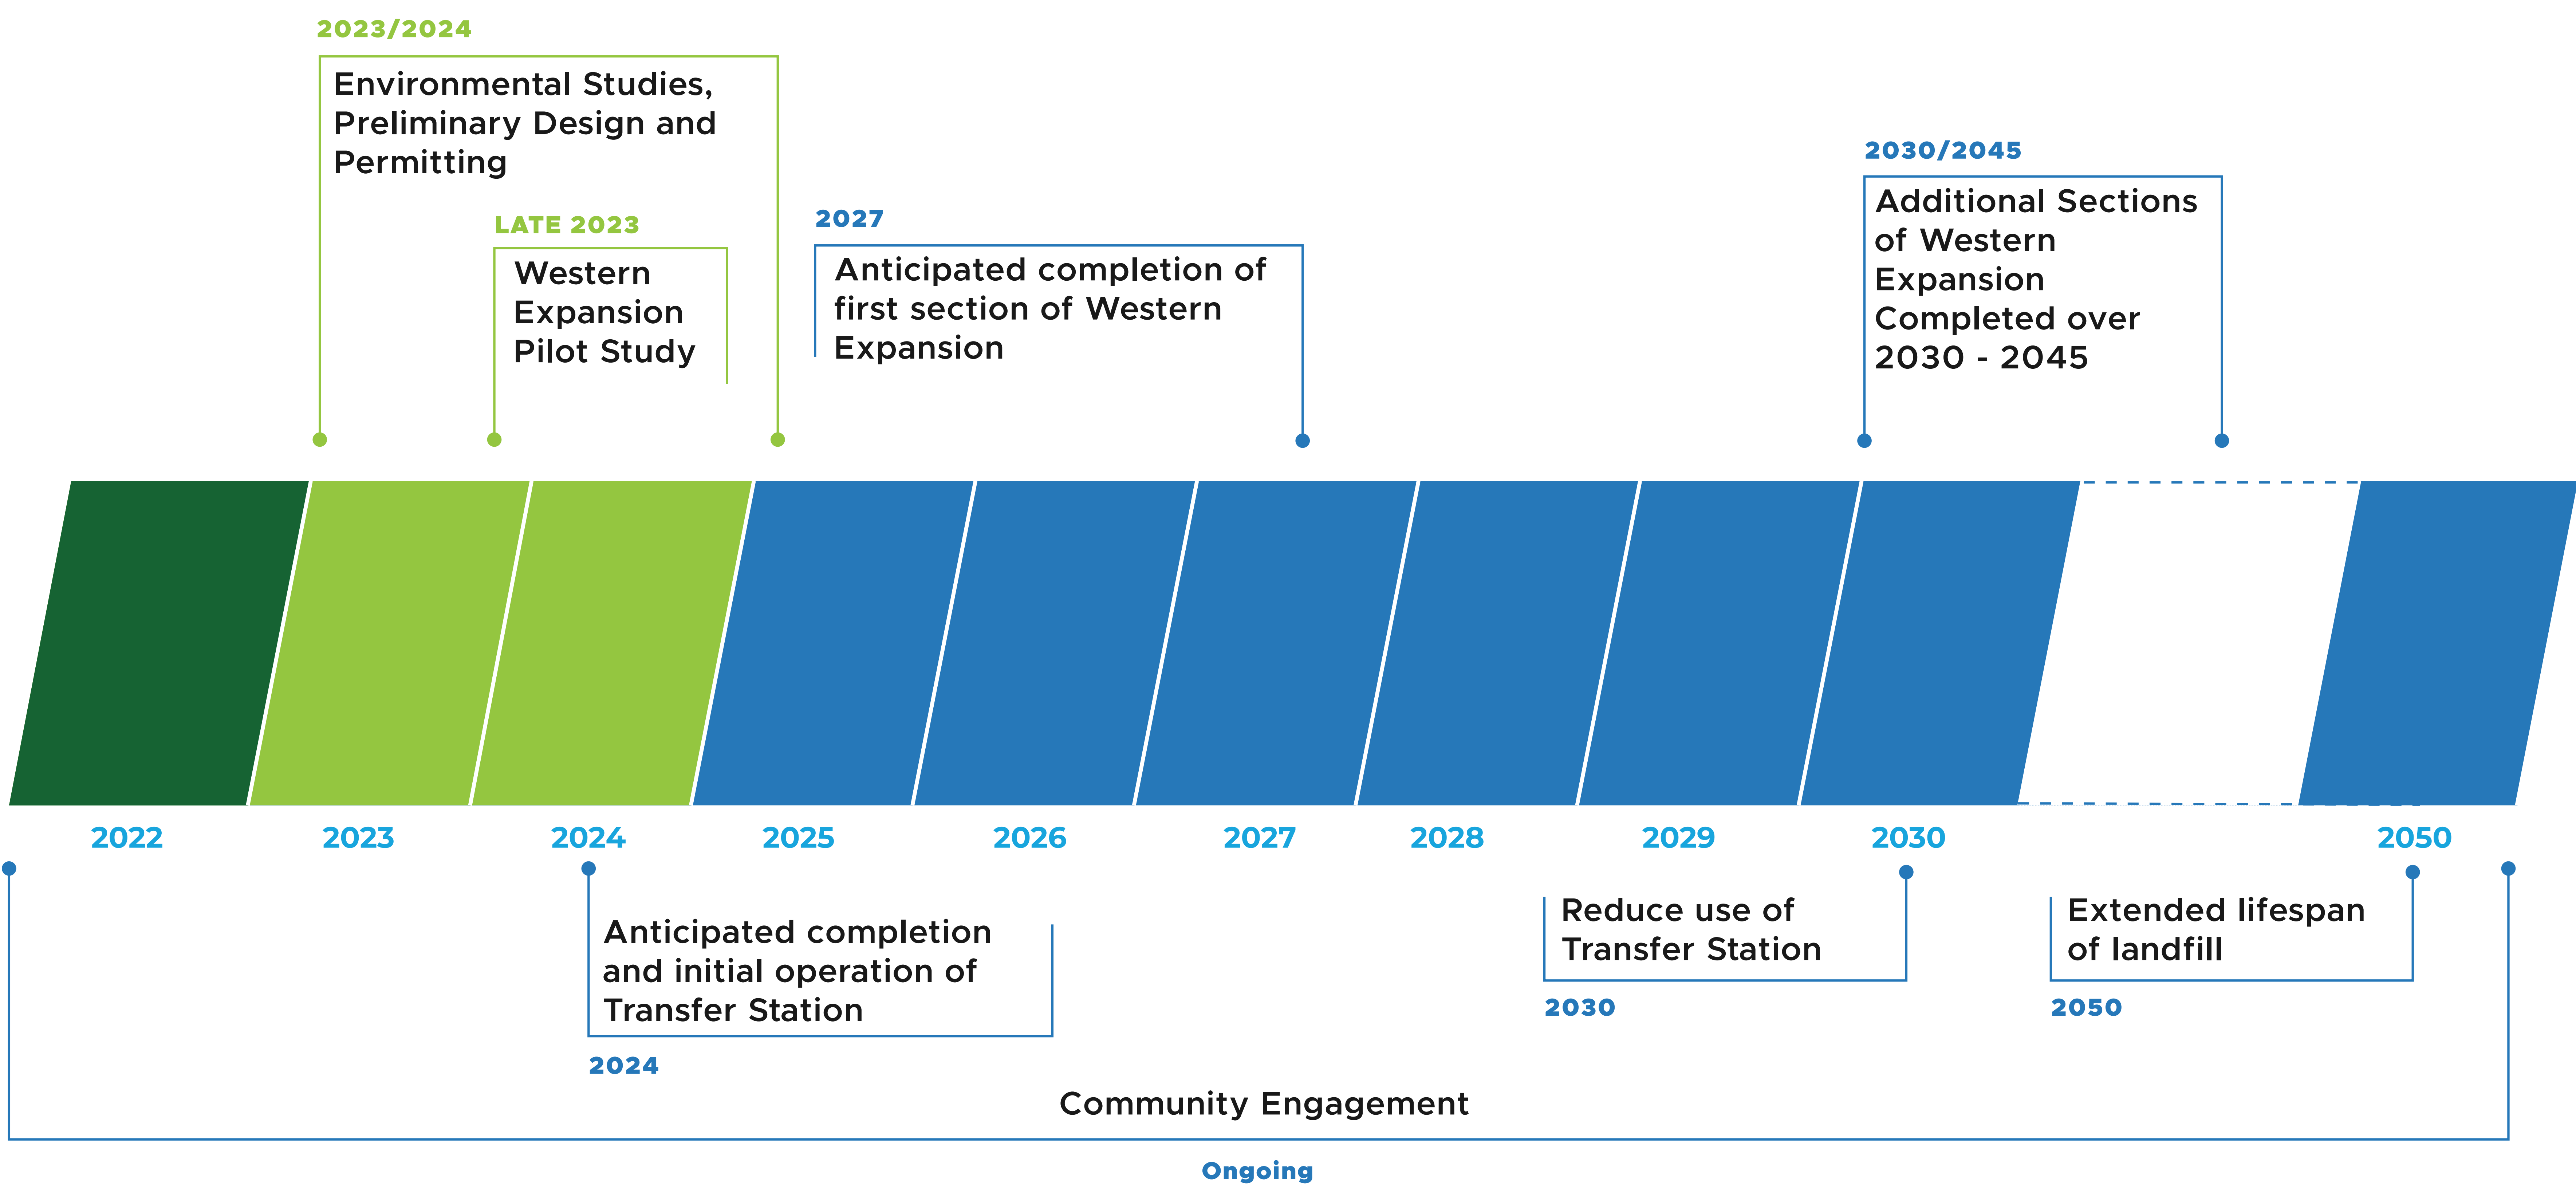 2023/2024
Environmental Studies,
Preliminary Design and
Permitting
LATE 2023
Western
Expansion
Pilot Study
2027
Anticipated completion of
first section of Western
Expansion
2030/2045
Additional Sections
of Western
Expansion
Completed over
2030 - 2045
2022
2023
2024
2025
2026
2027
2028
2029
2030
2050
Anticipated completion
and initial operation of
Transfer Station
2024
Reduce use of
Transfer Station
2030
Extended lifespan
of landfill
2050
Community Engagement
Ongoing